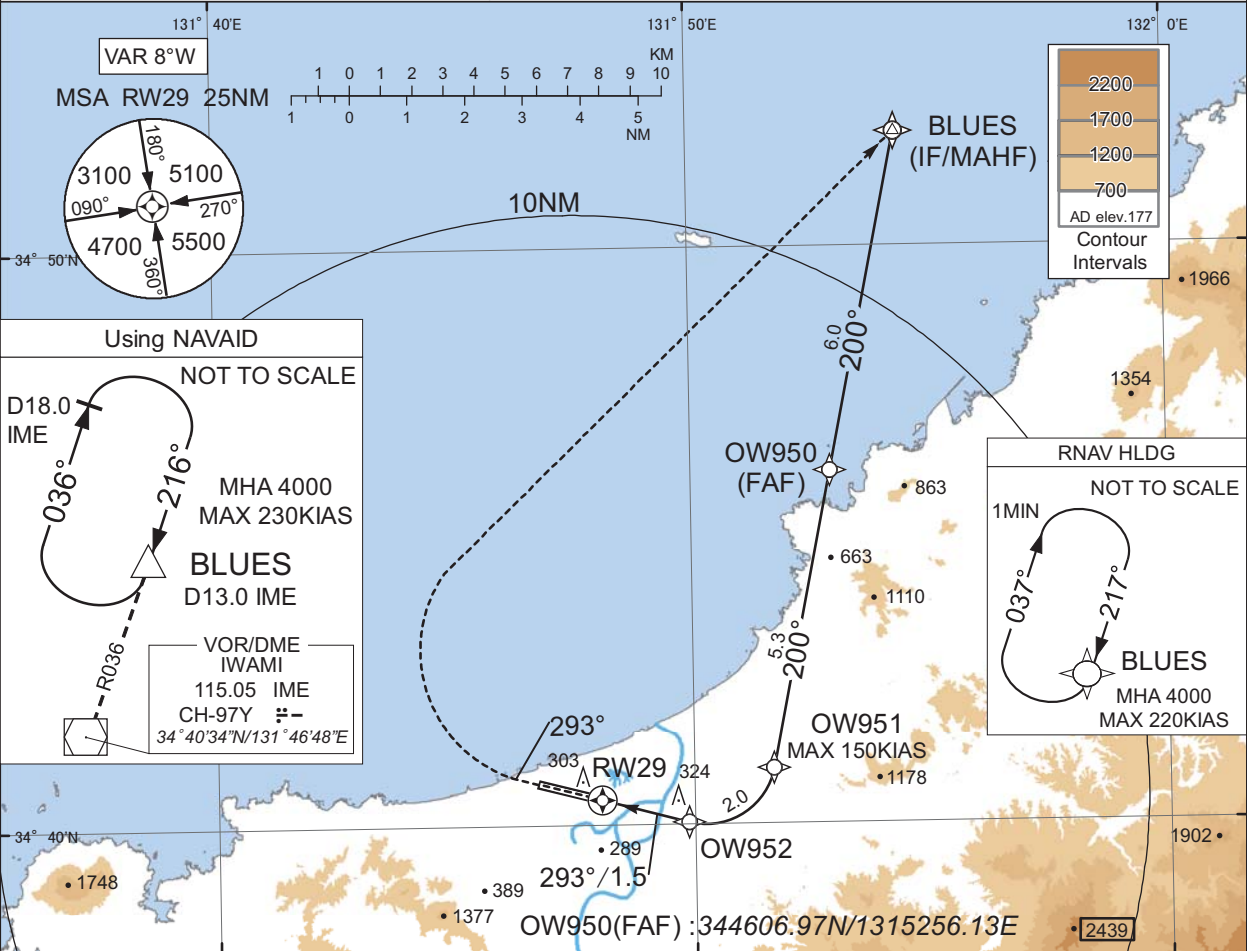 131° 40'E
131° 50'E
132° 0'E
VAR 8°W
MSA RW29 25NM
180°
3100
5100
090°
270°
4700
5500
360°
KM
1 0 1 2 3 4 5 6 7 8 9 10
1 0 1 2 3 4 5
NM
BLUES
(IF/MAHF)
2200
1700
1200
700
AD elev.177
Contour
Intervals
10NM
34° 50'N
1966
Using NAVAID
NOT TO SCALE
D18.0
IME
036°
216°
MHA 4000
MAX 230KIAS
BLUES
D13.0 IME
R036
VOR/DME
IWAMI
115.05 IME
CH-97Y
34°40'34"N/131°46'48"E
6.0
200°
1354
OW950
(FAF)
863
663
1110
5.3
200°
RNAV HLDG
NOT TO SCALE
1MIN
037°
217°
BLUES
MHA 4000
MAX 220KIAS
OW951
MAX 150KIAS
1178
293°
303
RW29
324
2.0
OW952
34° 40'N
289
293°/1.5
1902
1748
389
1377
OW950(FAF) :344606.97N/1315256.13E
2439